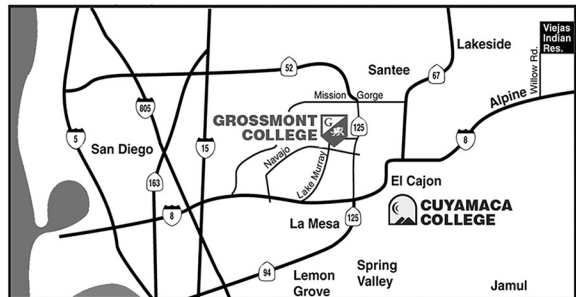 Viejas
Indian
Res.
Lakeside
Willow Rd.
52
Santee
67
Mission Gorge
Alpine
805
GROSSMONT
COLLEGE
G
125
5
San Diego
15
Navajo
8
163
Lake Murray
El Cajon
8
La Mesa
125
CUYAMACA
COLLEGE
94
Lemon
Grove
Spring
Valley
Jamul